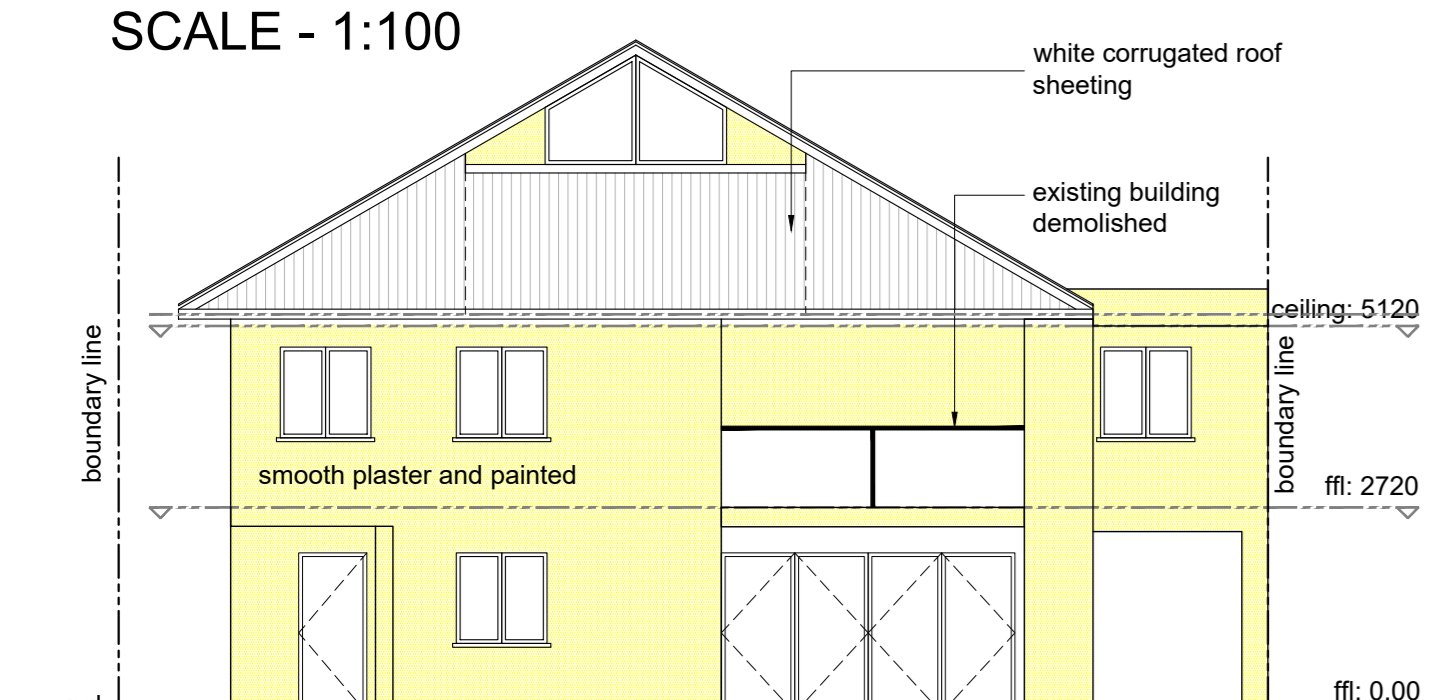 SCALE - 1:100
white corrugated roof
sheeting
existing building
demolished
ceiling: 5120
boundary line
boundary line
smooth plaster and painted
ffl: 2720
ffl: 0.00